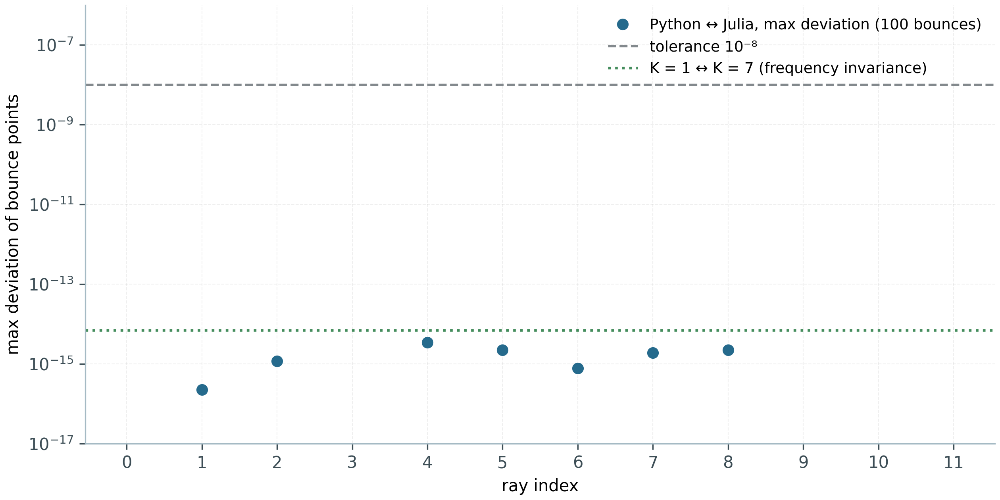 Python ↔ Julia, max deviation (100 bounces)
tolerance 10⁻⁸
K = 1 ↔ K = 7 (frequency invariance)
max deviation of bounce points
10⁻⁷
10⁻⁹
10⁻¹¹
10⁻¹³
10⁻¹⁵
10⁻¹⁷
0 1 2 3 4 5 6 7 8 9 10 11
ray index